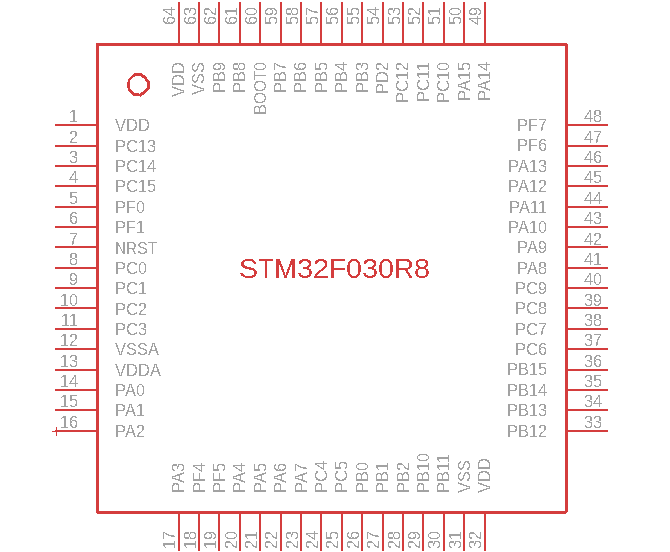 64 63 62 61 60 59 58 57 56 55 54 53 52 51 50 49
VDD VSS PB9 PB8 BOOT0 PB7 PB6 PB5 PB4 PB3 PD2 PC12 PC11 PC10 PA15 PA14
1 VDD PF7 48
2 PC13 PF6 47
3 PC14 PA13 46
4 PC15 PA12 45
5 PF0 PA11 44
6 PF1 PA10 43
7 NRST PA9 42
8 PC0 STM32F030R8 PA8 41
9 PC1 PC9 40
10 PC2 PC8 39
11 PC3 PC7 38
12 VSSA PC6 37
13 VDDA PB15 36
14 PA0 PB14 35
15 PA1 PB13 34
16 PA2 PB12 33
PA3 PF4 PF5 PA4 PA5 PA6 PA7 PC4 PC5 PB0 PB1 PB2 PB10 PB11 VSS VDD
17 18 19 20 21 22 23 24 25 26 27 28 29 30 31 32